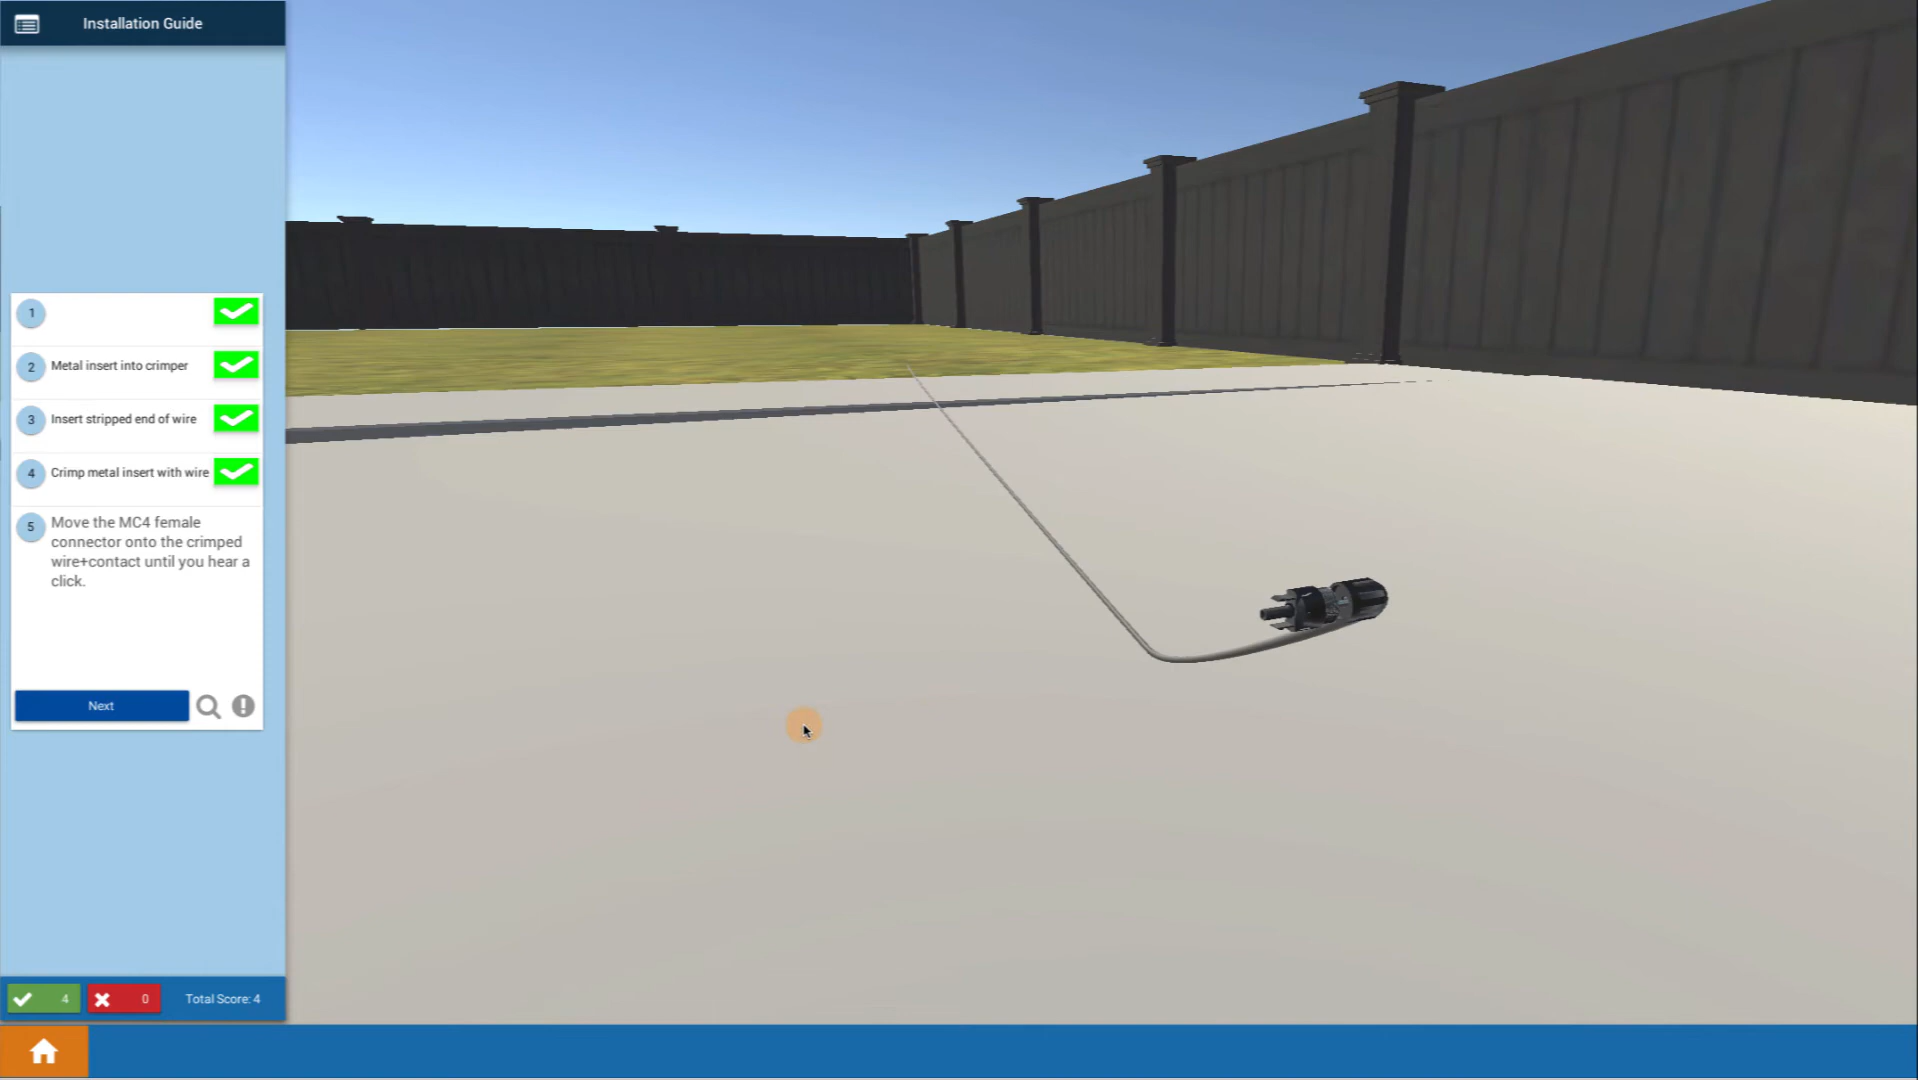 Installation Guide
1
2 Metal insert into crimper
3 Insert stripped end of wire
4 Crimp metal insert with wire
5 Move the MC4 female
connector onto the crimped
wire+contact until you hear a
click.
Next
4 0 Total Score: 4